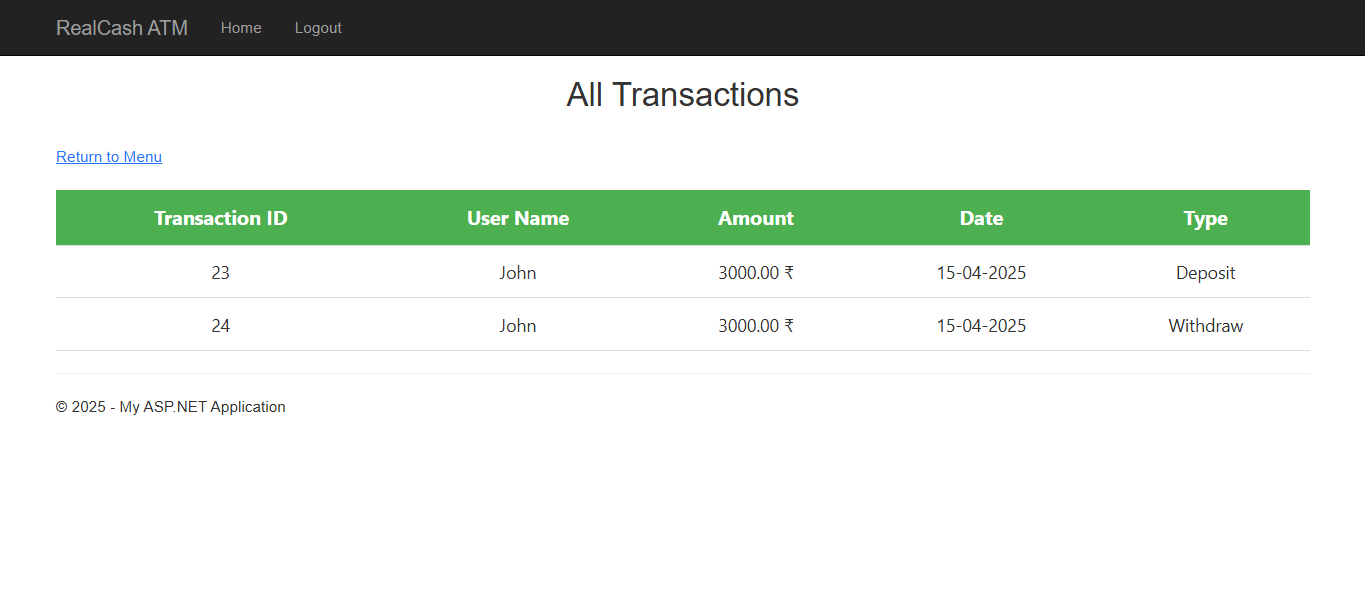 RealCash ATM Home Logout
All Transactions
Return to Menu
Transaction ID User Name Amount Date Type
23 John 3000.00 ₹ 15-04-2025 Deposit
24 John 3000.00 ₹ 15-04-2025 Withdraw
© 2025 - My ASP.NET Application